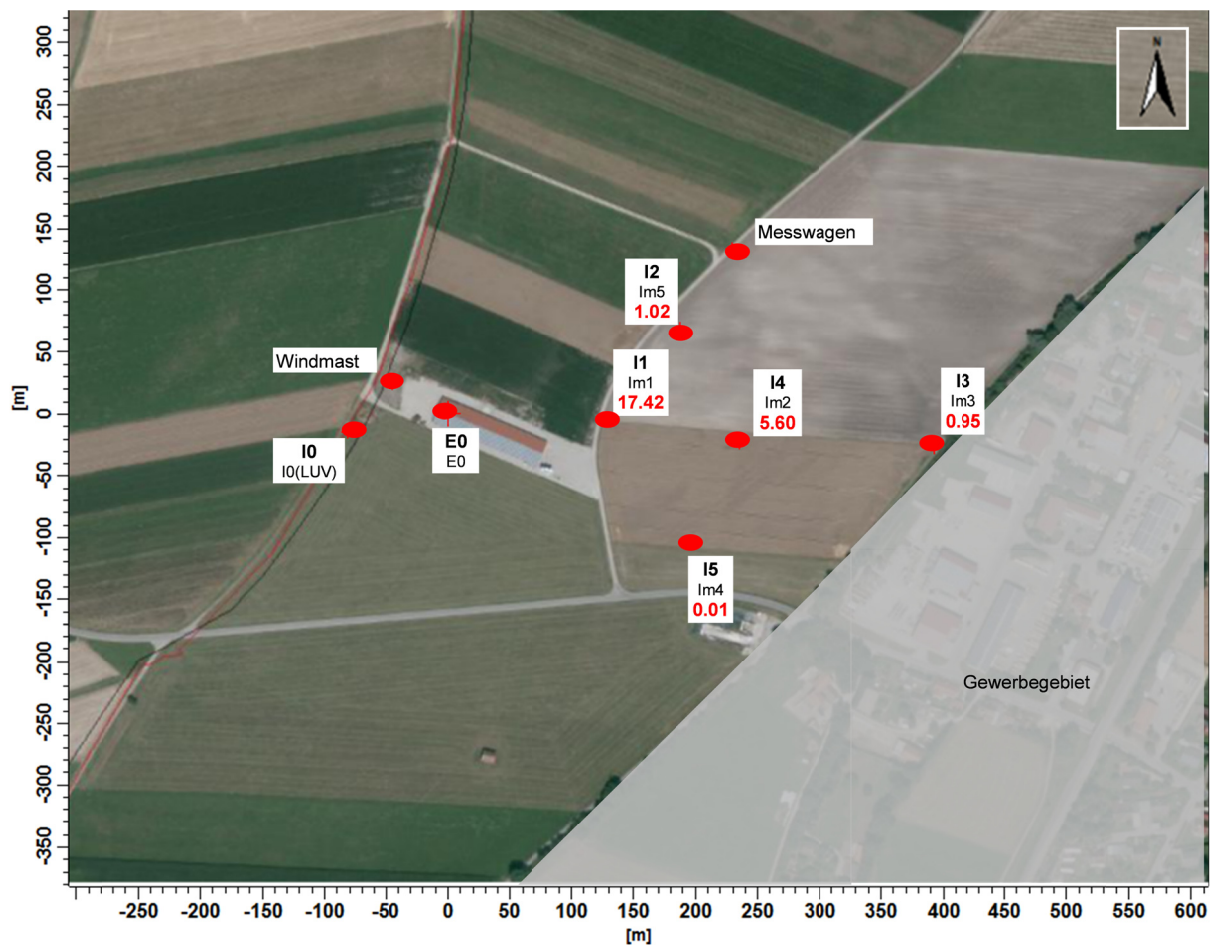 N
300
250
200
150
100
50
0
-50
-100
-150
-200
-250
-300
-350
[m]
Messwagen
I2
Im5
1.02
Windmast
I1
Im1
17.42
I4
Im2
5.60
I3
Im3
0.95
I0
I0(LUV)
E0
E0
I5
Im4
0.01
Gewerbegebiet
-250 -200 -150 -100 -50 0 50 100 150 200 250 300 350 400 450 500 550 600
[m]